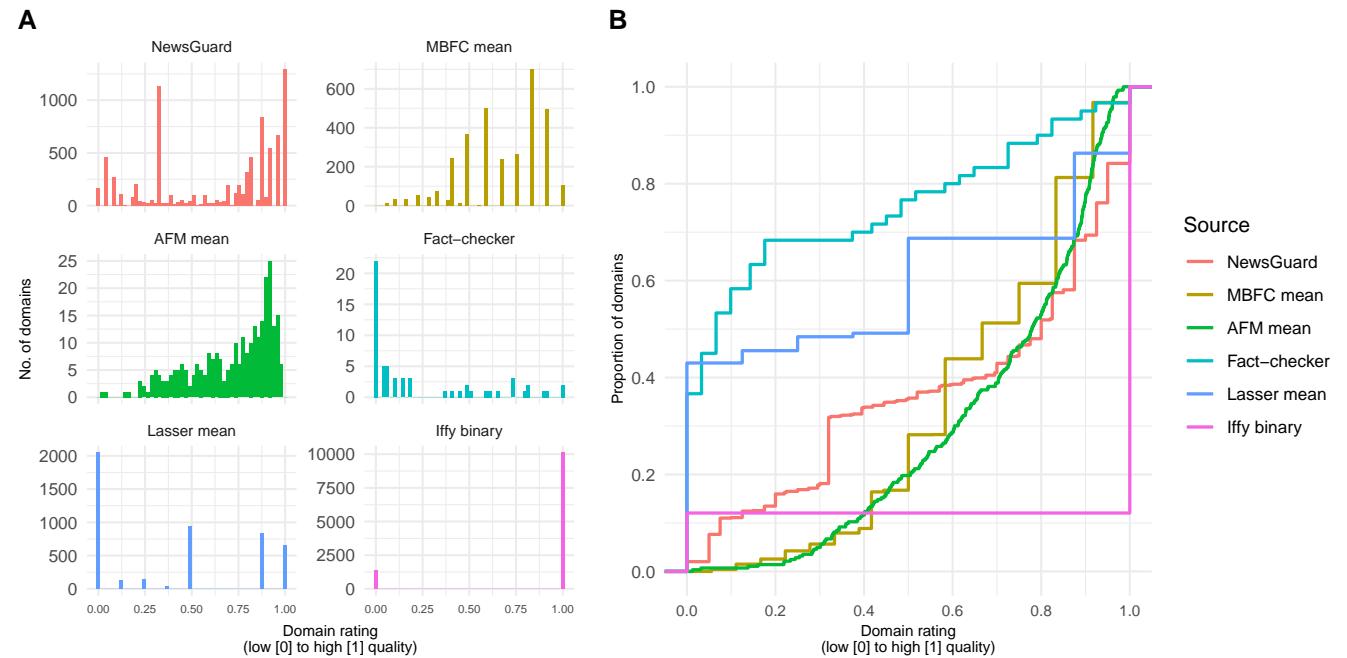 A
B
NewsGuard
MBFC mean
1000
500
0
600
400
200
0
AFM mean
Fact−checker
25
20
15
10
5
0
20
15
10
5
0
Lasser mean
Iffy binary
2000
1500
1000
500
0
10000
7500
5000
2500
0
0.00 0.25 0.50 0.75 1.00
0.00 0.25 0.50 0.75 1.00
No. of domains
Domain rating
(low [0] to high [1] quality)
1.0
0.8
0.6
0.4
0.2
0.0
Proportion of domains
0.0 0.2 0.4 0.6 0.8 1.0
Domain rating
(low [0] to high [1] quality)
Source
NewsGuard
MBFC mean
AFM mean
Fact−checker
Lasser mean
Iffy binary